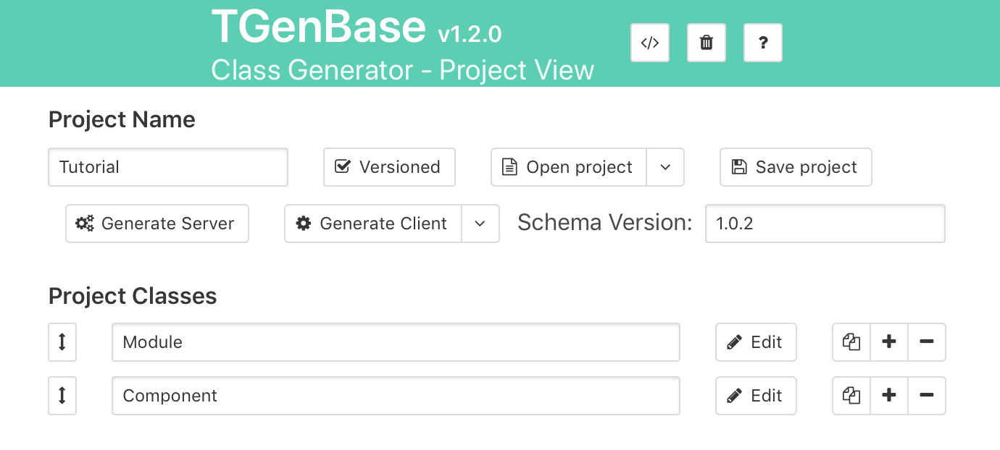 TGenBase v1.2.0
Class Generator - Project View
</>
?
Project Name
Tutorial Versioned Open project Save project
Generate Server Generate Client Schema Version: 1.0.2
Project Classes
Module Edit
Component Edit